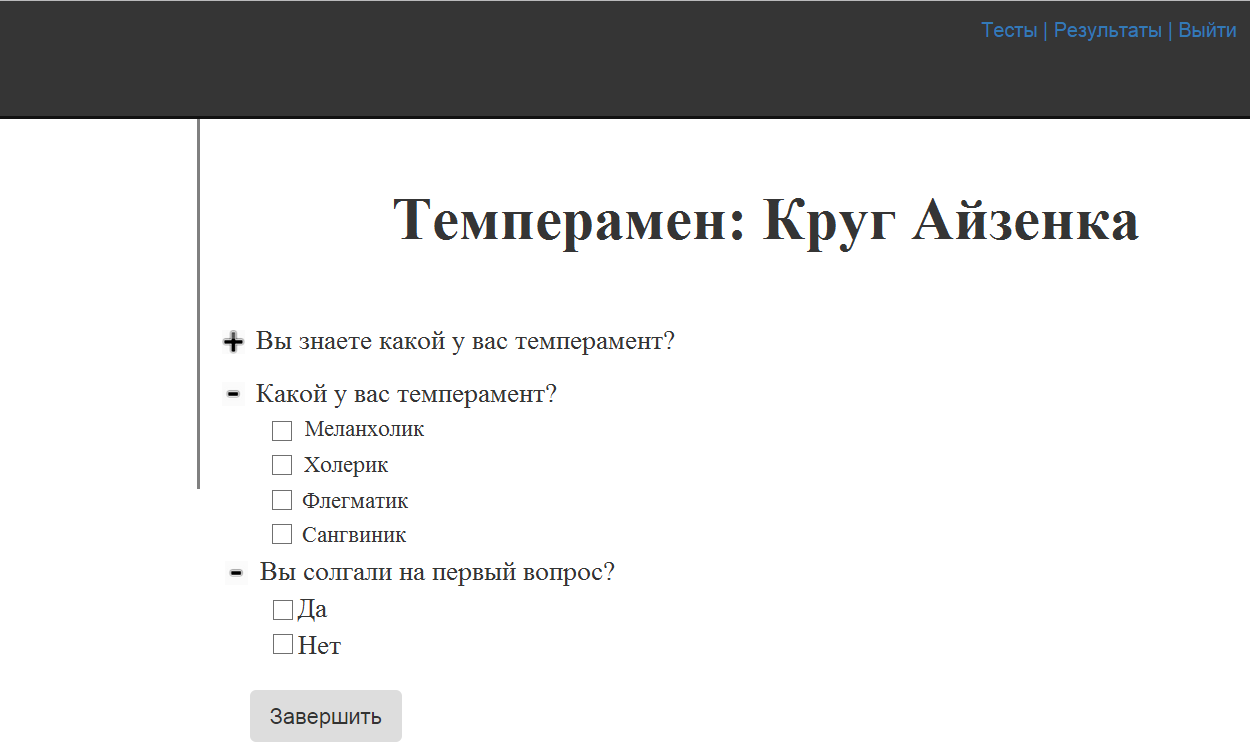 Тесты | Результаты | Выйти
Темперамен: Круг Айзенка
Вы знаете какой у вас темперамент?
Какой у вас темперамент?
Меланхолик
Холерик
Флегматик
Сангвиник
Вы солгали на первый вопрос?
Да
Нет
Завершить